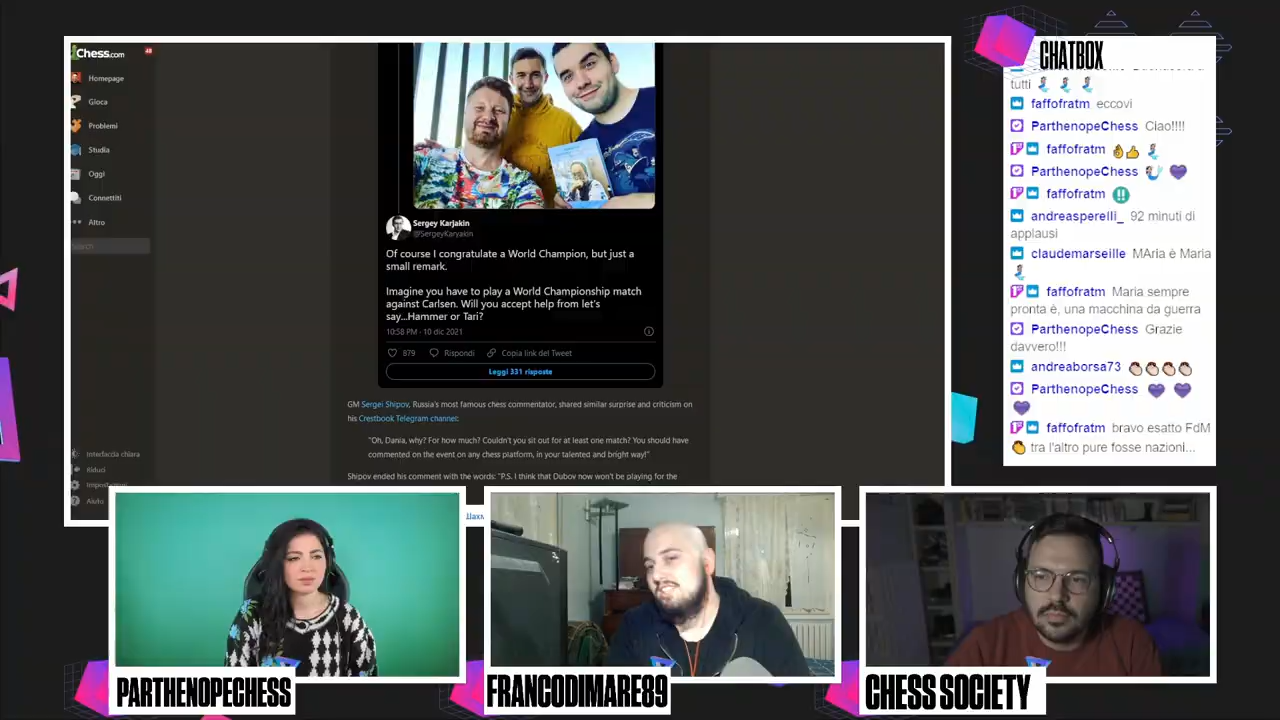 Chess.com
48
Homepage
Gioca
Problemi
Studia
Oggi
Connettiti
Altro
Search
Interfaccia chiara
Riduci
Impostazioni
Aiuto
Sergey Karjakin
@SergeyKaryakin
Of course I congratulate a World Champion, but just a
small remark.
Imagine you have to play a World Championship match
against Carlsen. Will you accept help from let's
say...Hammer or Tari?
10:58 PM · 10 dic 2021
879 Rispondi Copia link del Tweet
Leggi 331 risposte
GM Sergei Shipov, Russia's most famous chess commentator, shared similar surprise and criticism on
his Crestbook Telegram channel:
"Oh, Dania, why? For how much? Couldn't you sit out for at least one match? You should have
commented on the event on any chess platform, in your talented and bright way!"
Shipov ended his comment with the words: "P.S. I think that Dubov now won't be playing for the
CHATBOX
tutti
faffofratm eccovi
ParthenopeChess Ciao!!!!
faffofratm
ParthenopeChess
faffofratm
andreasperelli_ 92 minuti di
applausi
claudemarseille MAria è Maria
faffofratm Maria sempre
pronta è, una macchina da guerra
ParthenopeChess Grazie
davvero!!!
andreaborsa73
ParthenopeChess
faffofratm bravo esatto FdM
tra l'altro pure fosse nazioni...
PARTHENOPECHESS
FRANCODIMARE89
CHESS SOCIETY